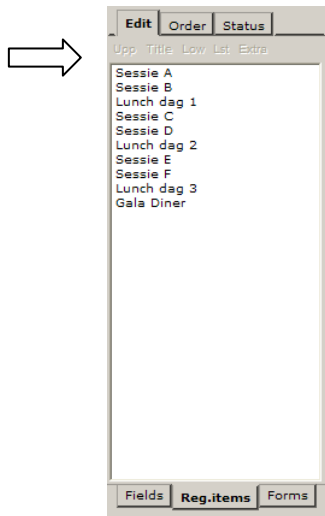 Edit Order Status
Upp Title Low Lst Extra
Sessie A
Sessie B
Lunch dag 1
Sessie C
Sessie D
Lunch dag 2
Sessie E
Sessie F
Lunch dag 3
Gala Diner
Fields Reg.items Forms